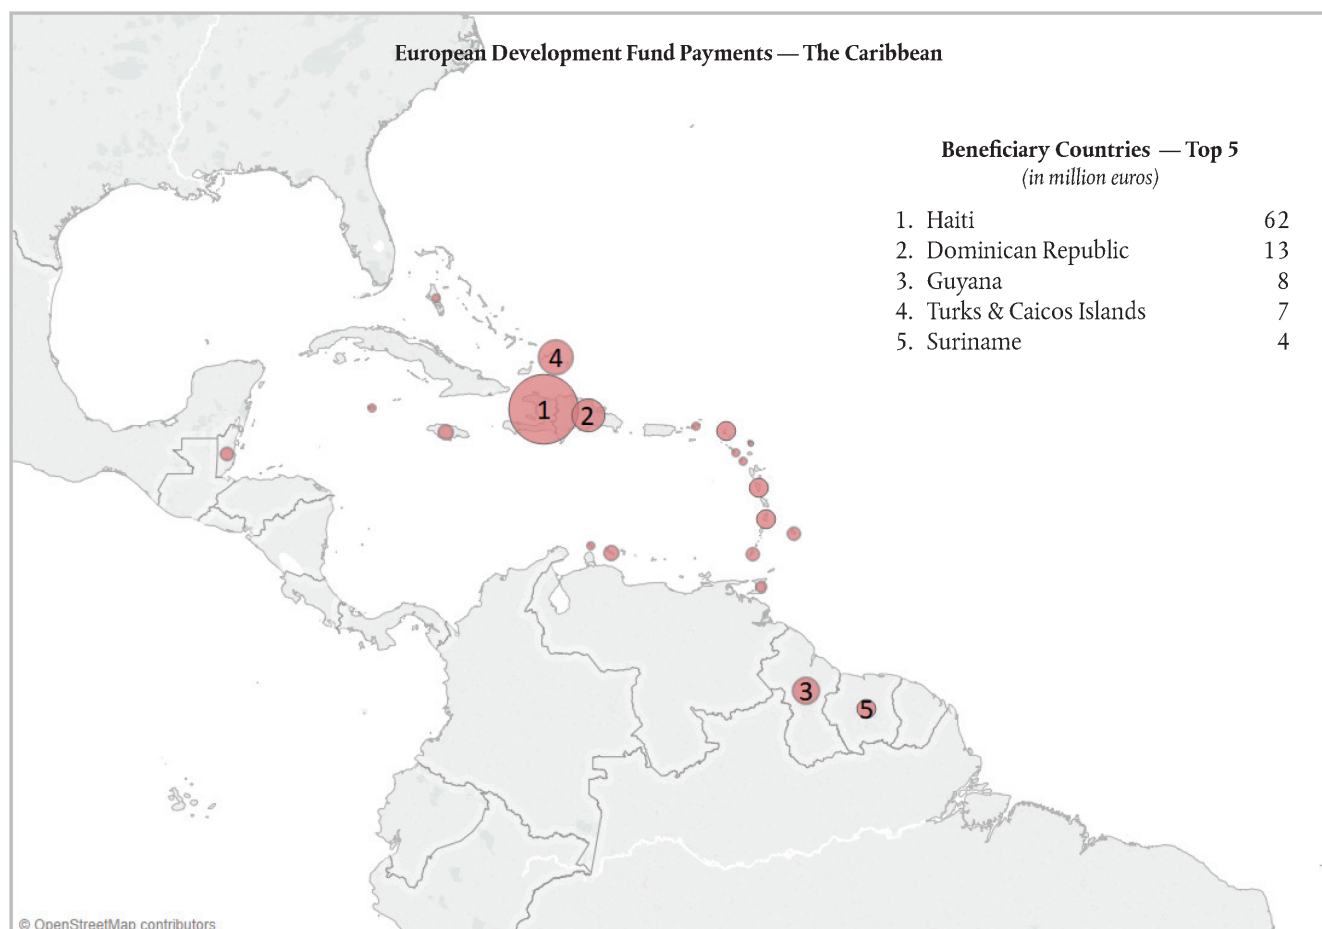 European Development Fund Payments — The Caribbean
Beneficiary Countries — Top 5
(in million euros)
1. Haiti 62
2. Dominican Republic 13
3. Guyana 8
4. Turks & Caicos Islands 7
5. Suriname 4
4
1
2
3
5
© OpenStreetMap contributors